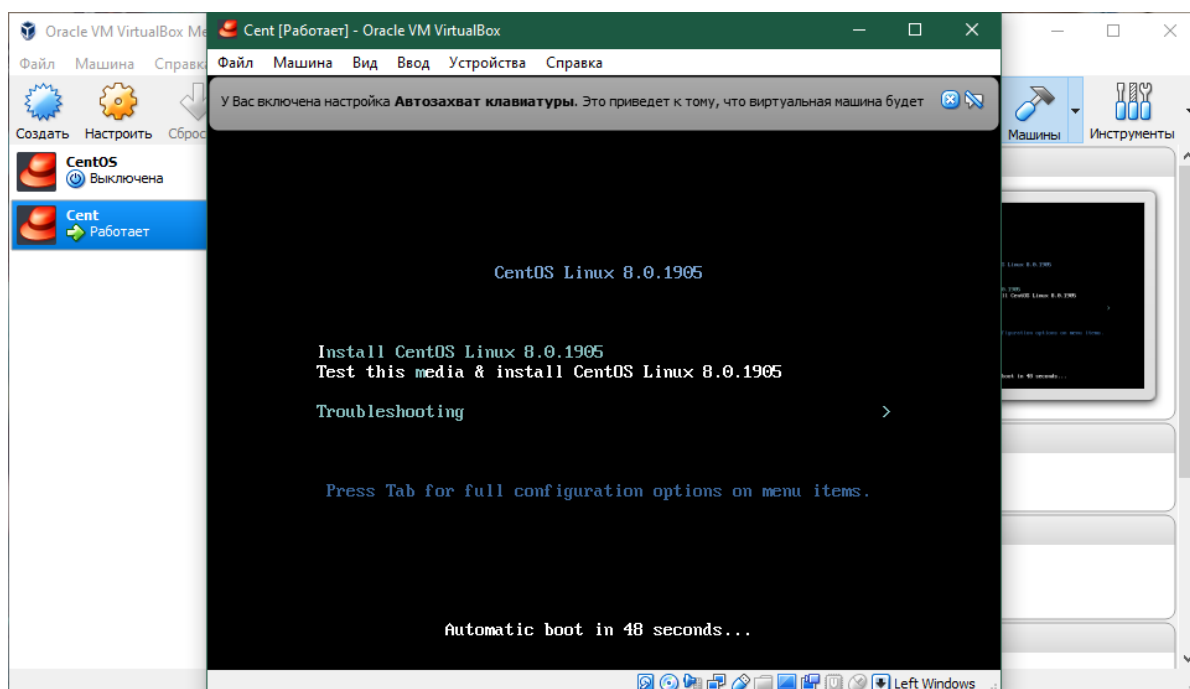 Oracle VM VirtualBox Ме
Файл Машина Справка
Создать Настроить Сброс
CentOS
Выключена
Cent
Работает
Cent [Работает] - Oracle VM VirtualBox
Файл Машина Вид Ввод Устройства Справка
У Вас включена настройка Автозахват клавиатуры. Это приведет к тому, что виртуальная машина будет
CentOS Linux 8.0.1905
Install CentOS Linux 8.0.1905
Test this media & install CentOS Linux 8.0.1905
Troubleshooting >
Press Tab for full configuration options on menu items.
Automatic boot in 48 seconds...
Left Windows
Машины Инструменты